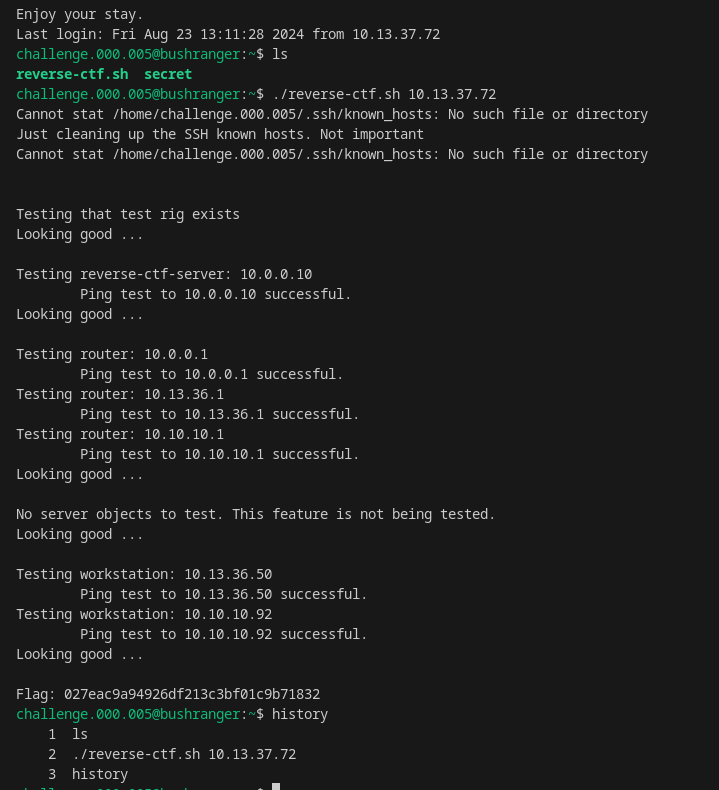 Enjoy your stay.
Last login: Fri Aug 23 13:11:28 2024 from 10.13.37.72
challenge.000.005@bushranger:~$ ls
reverse-ctf.sh  secret
challenge.000.005@bushranger:~$ ./reverse-ctf.sh 10.13.37.72
Cannot stat /home/challenge.000.005/.ssh/known_hosts: No such file or directory
Just cleaning up the SSH known hosts. Not important
Cannot stat /home/challenge.000.005/.ssh/known_hosts: No such file or directory
Testing that test rig exists
Looking good ...
Testing reverse-ctf-server: 10.0.0.10
Ping test to 10.0.0.10 successful.
Looking good ...
Testing router: 10.0.0.1
Ping test to 10.0.0.1 successful.
Testing router: 10.13.36.1
Ping test to 10.13.36.1 successful.
Testing router: 10.10.10.1
Ping test to 10.10.10.1 successful.
Looking good ...
No server objects to test. This feature is not being tested.
Looking good ...
Testing workstation: 10.13.36.50
Ping test to 10.13.36.50 successful.
Testing workstation: 10.10.10.92
Ping test to 10.10.10.92 successful.
Looking good ...
Flag: 027eac9a94926df213c3bf01c9b71832
challenge.000.005@bushranger:~$ history
1  ls
2  ./reverse-ctf.sh 10.13.37.72
3  history